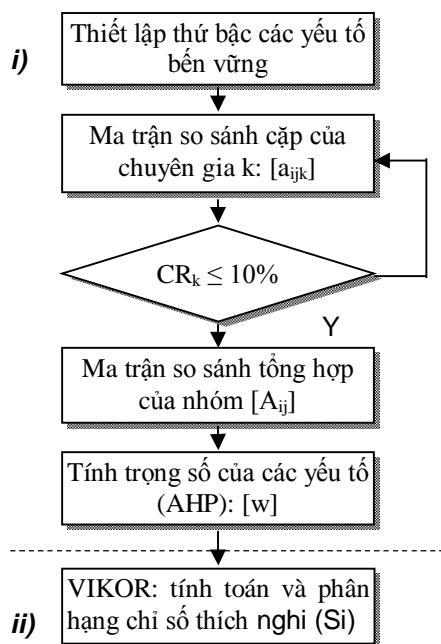 i)
Thiết lập thứ bậc các yếu tố
bến vững
Ma trận so sánh cặp của
chuyên gia k: [aijk]
CRk ≤ 10%
Y
Ma trận so sánh tổng hợp
của nhóm [Aij]
Tính trọng số của các yếu tố
(AHP): [w]
ii)
VIKOR: tính toán và phân
hạng chỉ số thích nghi (Si)